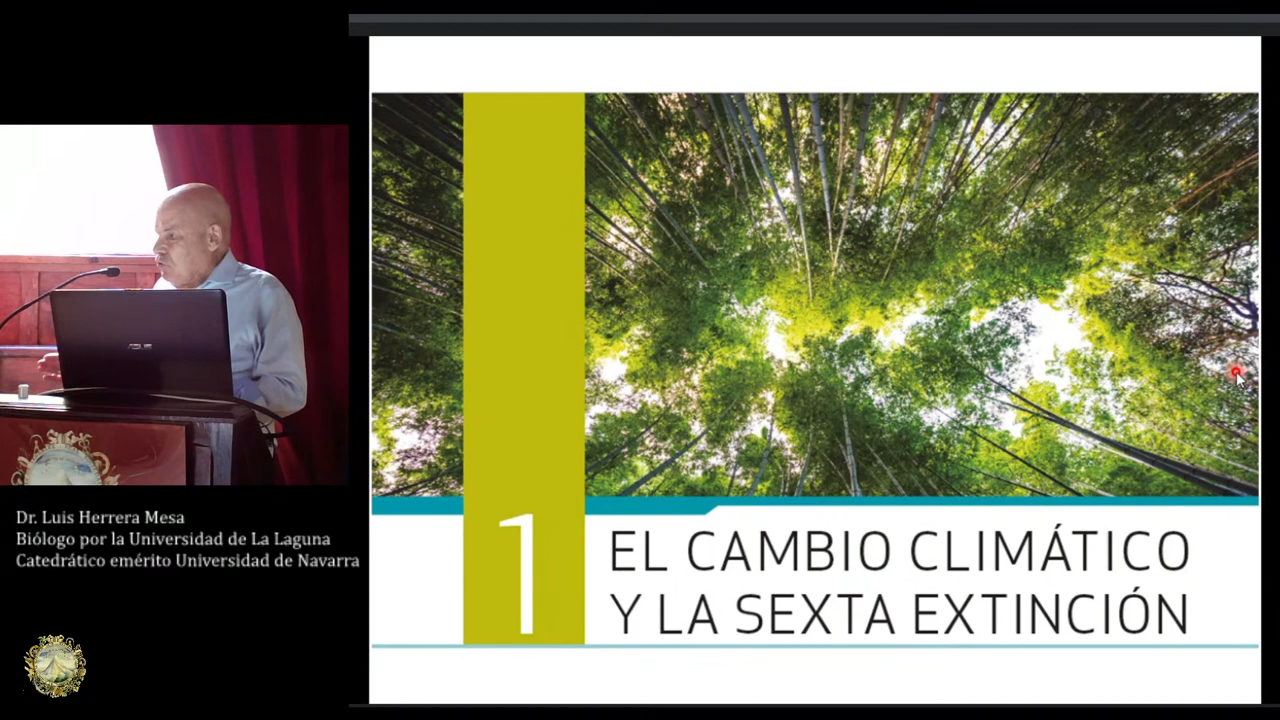 ASUS
Dr. Luis Herrera Mesa
Biólogo por la Universidad de La Laguna
Catedrático emérito Universidad de Navarra
1
EL CAMBIO CLIMÁTICO
Y LA SEXTA EXTINCIÓN